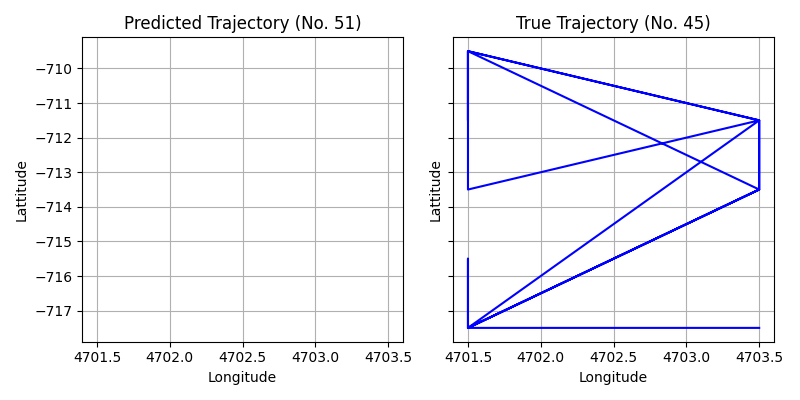 Predicted Trajectory (No. 51)
True Trajectory (No. 45)
Lattitude
−710
−711
−712
−713
−714
−715
−716
−717
4701.5 4702.0 4702.5 4703.0 4703.5
Longitude
Lattitude
4701.5 4702.0 4702.5 4703.0 4703.5
Longitude